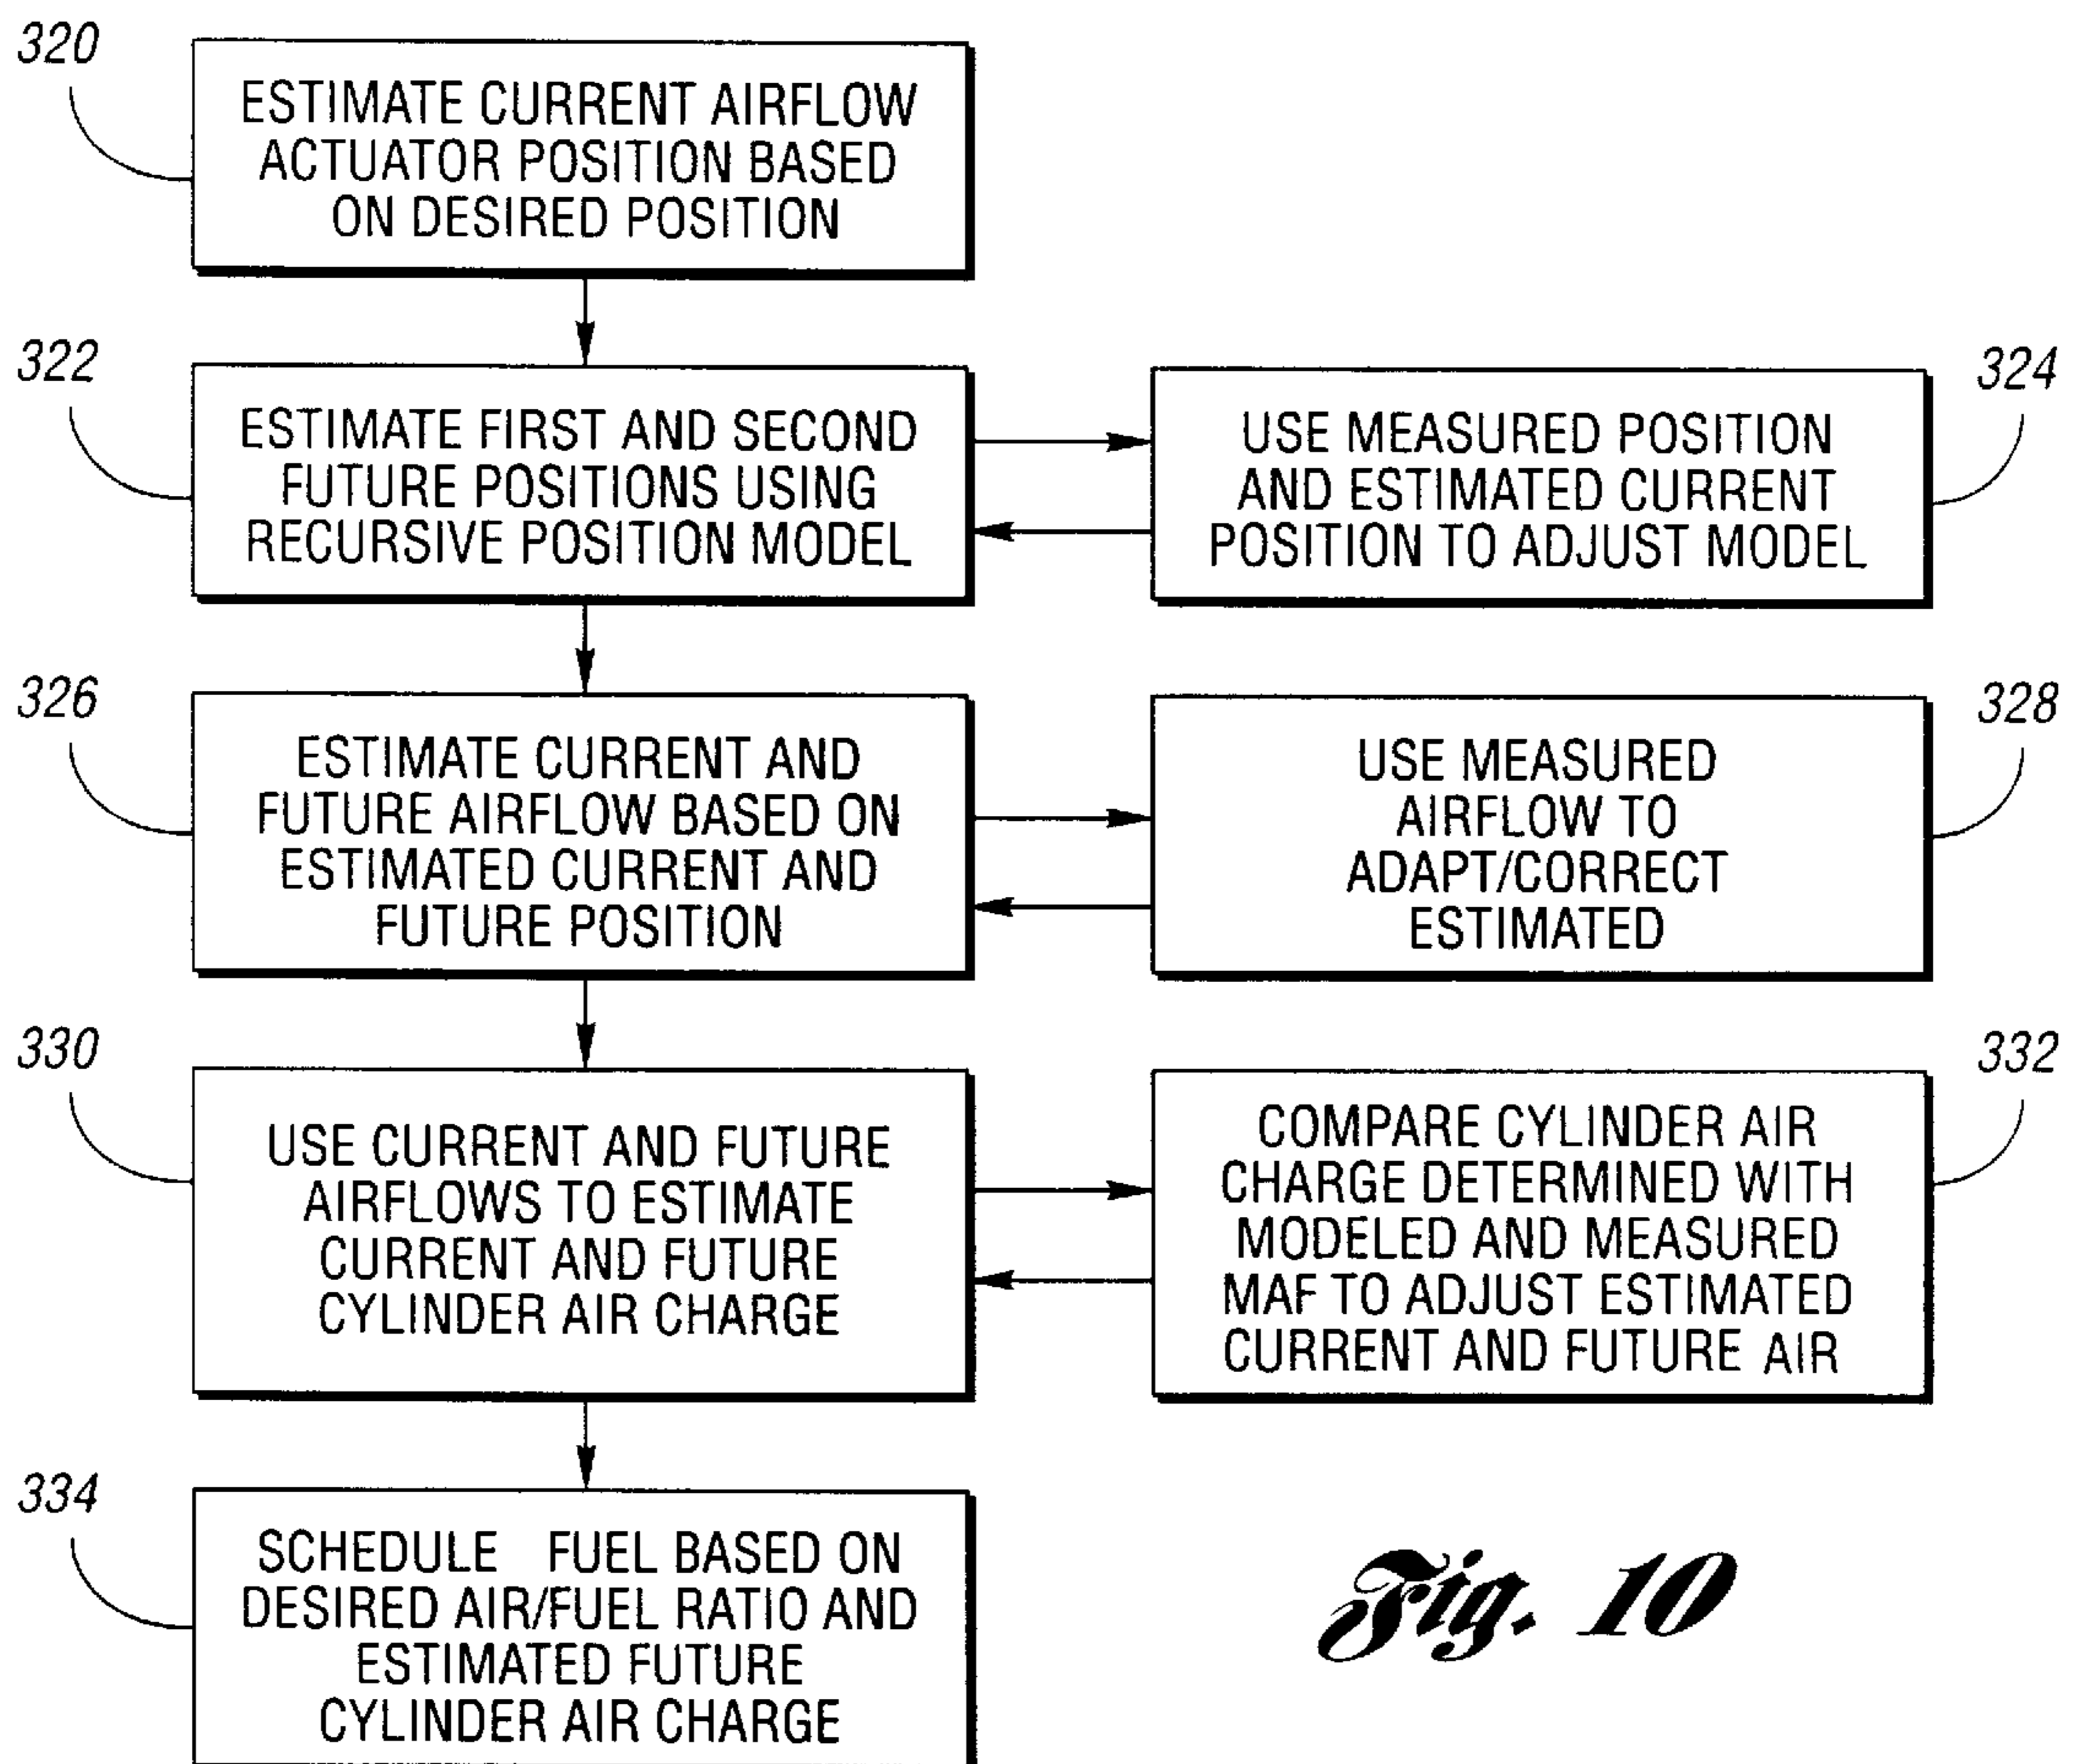 320
ESTIMATE CURRENT AIRFLOW
ACTUATOR POSITION BASED
ON DESIRED POSITION
322
ESTIMATE FIRST AND SECOND
FUTURE POSITIONS USING
RECURSIVE POSITION MODEL
324
USE MEASURED POSITION
AND ESTIMATED CURRENT
POSITION TO ADJUST MODEL
326
ESTIMATE CURRENT AND
FUTURE AIRFLOW BASED ON
ESTIMATED CURRENT AND
FUTURE POSITION
328
USE MEASURED
AIRFLOW TO
ADAPT/CORRECT
ESTIMATED
330
USE CURRENT AND FUTURE
AIRFLOWS TO ESTIMATE
CURRENT AND FUTURE
CYLINDER AIR CHARGE
332
COMPARE CYLINDER AIR
CHARGE DETERMINED WITH
MODELED AND MEASURED
MAF TO ADJUST ESTIMATED
CURRENT AND FUTURE AIR
334
SCHEDULE FUEL BASED ON
DESIRED AIR/FUEL RATIO AND
ESTIMATED FUTURE
CYLINDER AIR CHARGE
Fig. 10